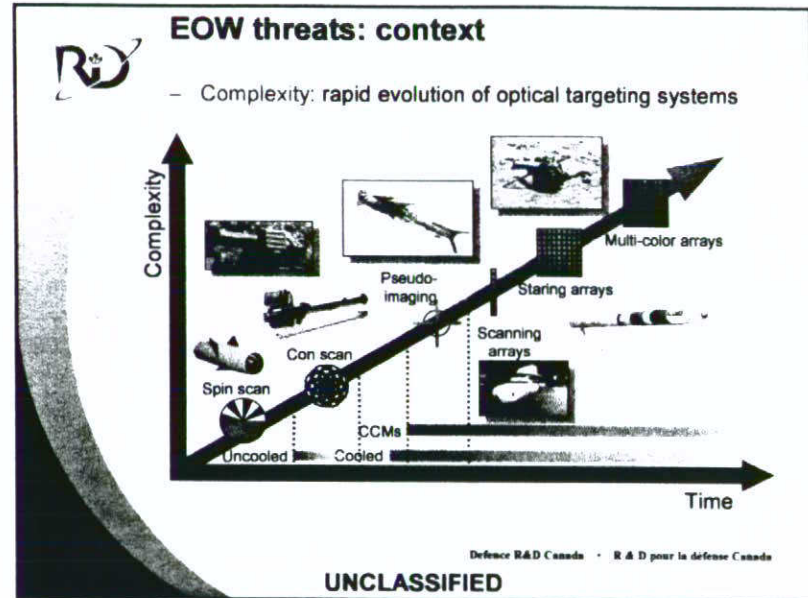 EOW threats: context
RD
– Complexity: rapid evolution of optical targeting systems
Complexity
Multi-color arrays
Pseudo-
imaging
Staring arrays
Scanning
arrays
Con scan
Spin scan
CCMs
Uncooled
Cooled
Time
Defence R&D Canada · R & D pour la défense Canada
UNCLASSIFIED